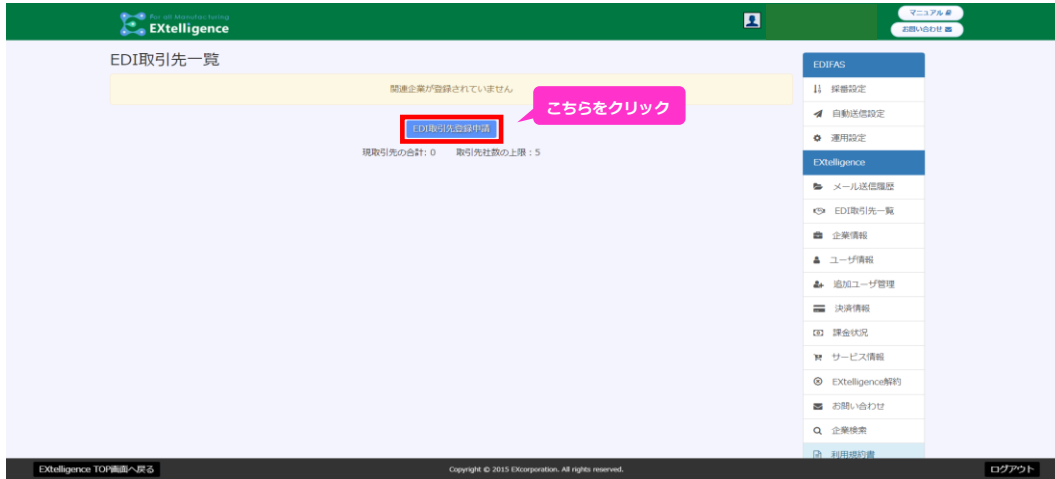 For all Manufacturing
EXtelligence
マニュアル
お問い合わせ
EDI取引先一覧
関連企業が登録されていません
こちらをクリック
EDI取引先登録申請
現取引先の合計: 0 取引先社数の上限：5
EDIFAS
採番設定
自動送信設定
運用設定
EXtelligence
メール送信履歴
EDI取引先一覧
企業情報
ユーザ情報
追加ユーザ管理
決済情報
課金状況
サービス情報
EXtelligence解約
お問い合わせ
企業検索
利用規約書
EXtelligence TOP画面へ戻る
Copyright © 2015 EXcorporation. All rights reserved.
ログアウト